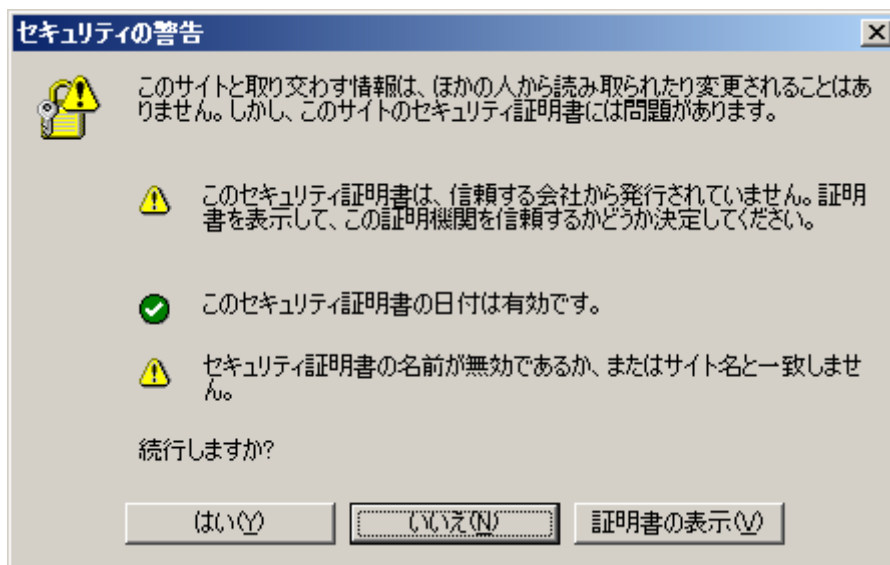 セキュリティの警告
このサイトと取り交わす情報は、ほかの人から読み取られたり変更されることはあ
りません。しかし、このサイトのセキュリティ証明書には問題があります。
このセキュリティ証明書は、信頼する会社から発行されていません。証明
書を表示して、この証明機関を信頼するかどうか決定してください。
このセキュリティ証明書の日付は有効です。
セキュリティ証明書の名前が無効であるか、またはサイト名と一致しませ
ん。
続行しますか?
はい(Y) いいえ(N) 証明書の表示(V)